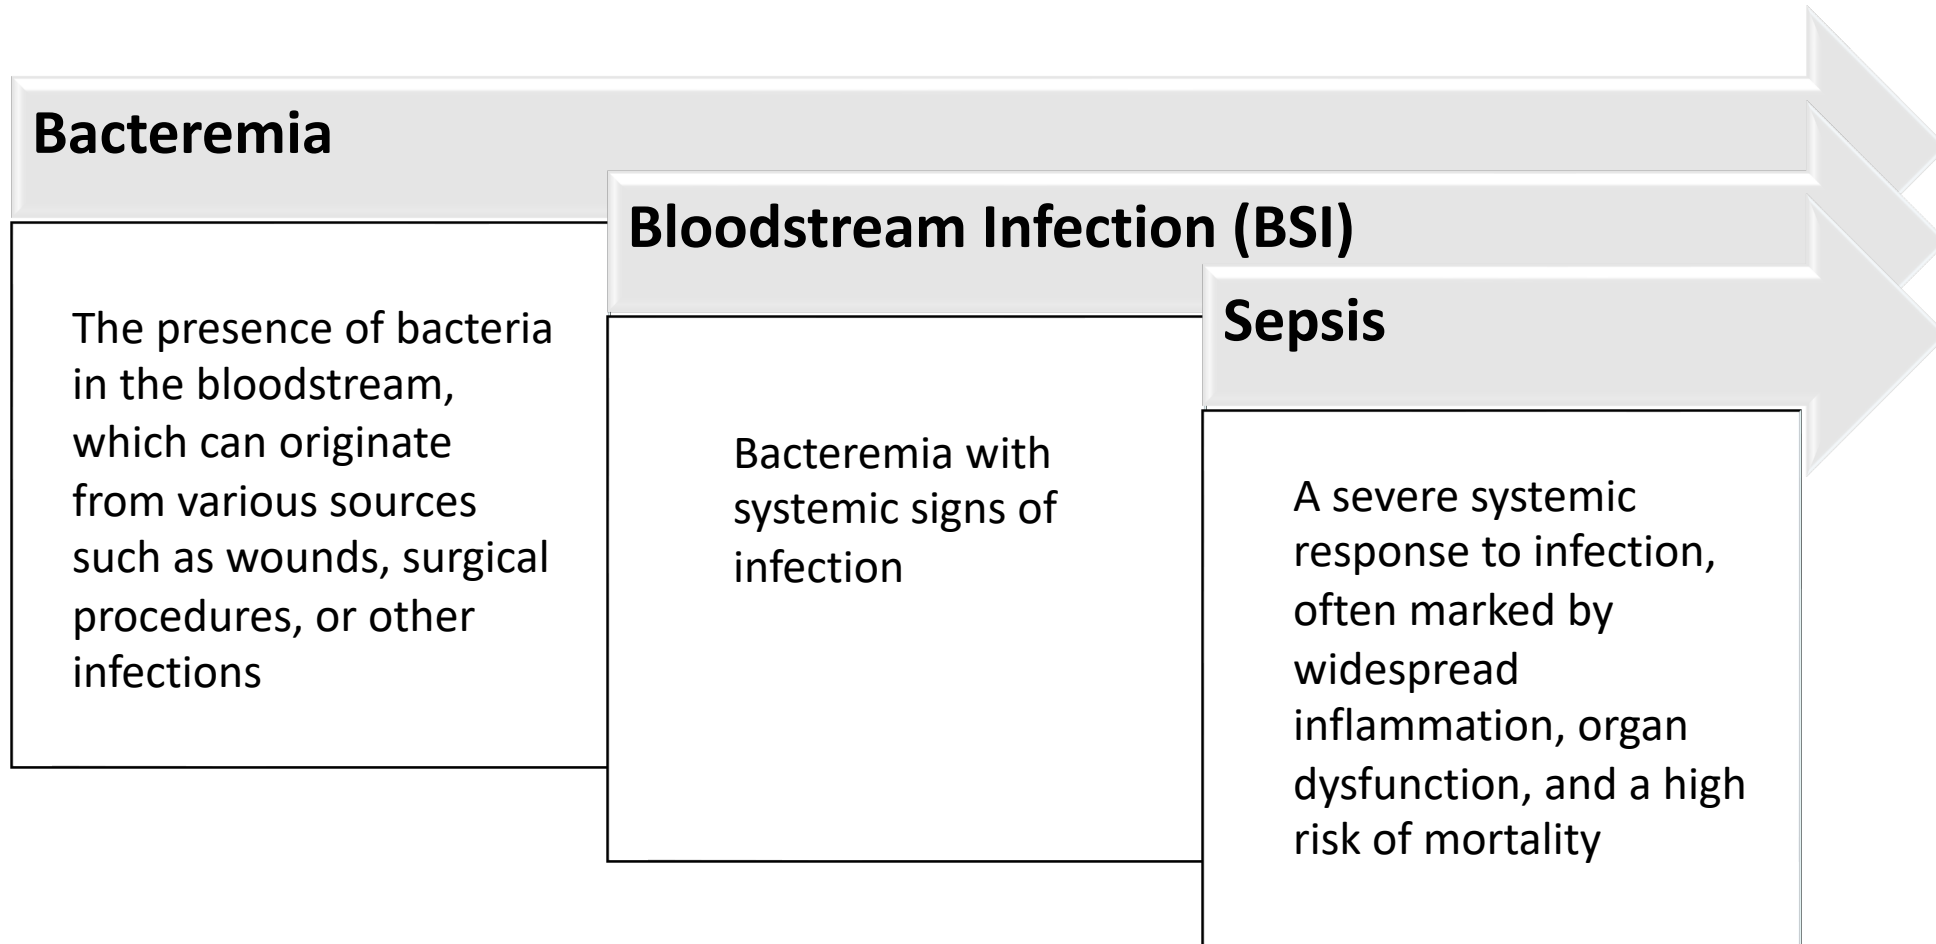 Bacteremia
The presence of bacteria
in the bloodstream,
which can originate
from various sources
such as wounds, surgical
procedures, or other
infections
Bloodstream Infection (BSI)
Bacteremia with
systemic signs of
infection
Sepsis
A severe systemic
response to infection,
often marked by
widespread
inflammation, organ
dysfunction, and a high
risk of mortality